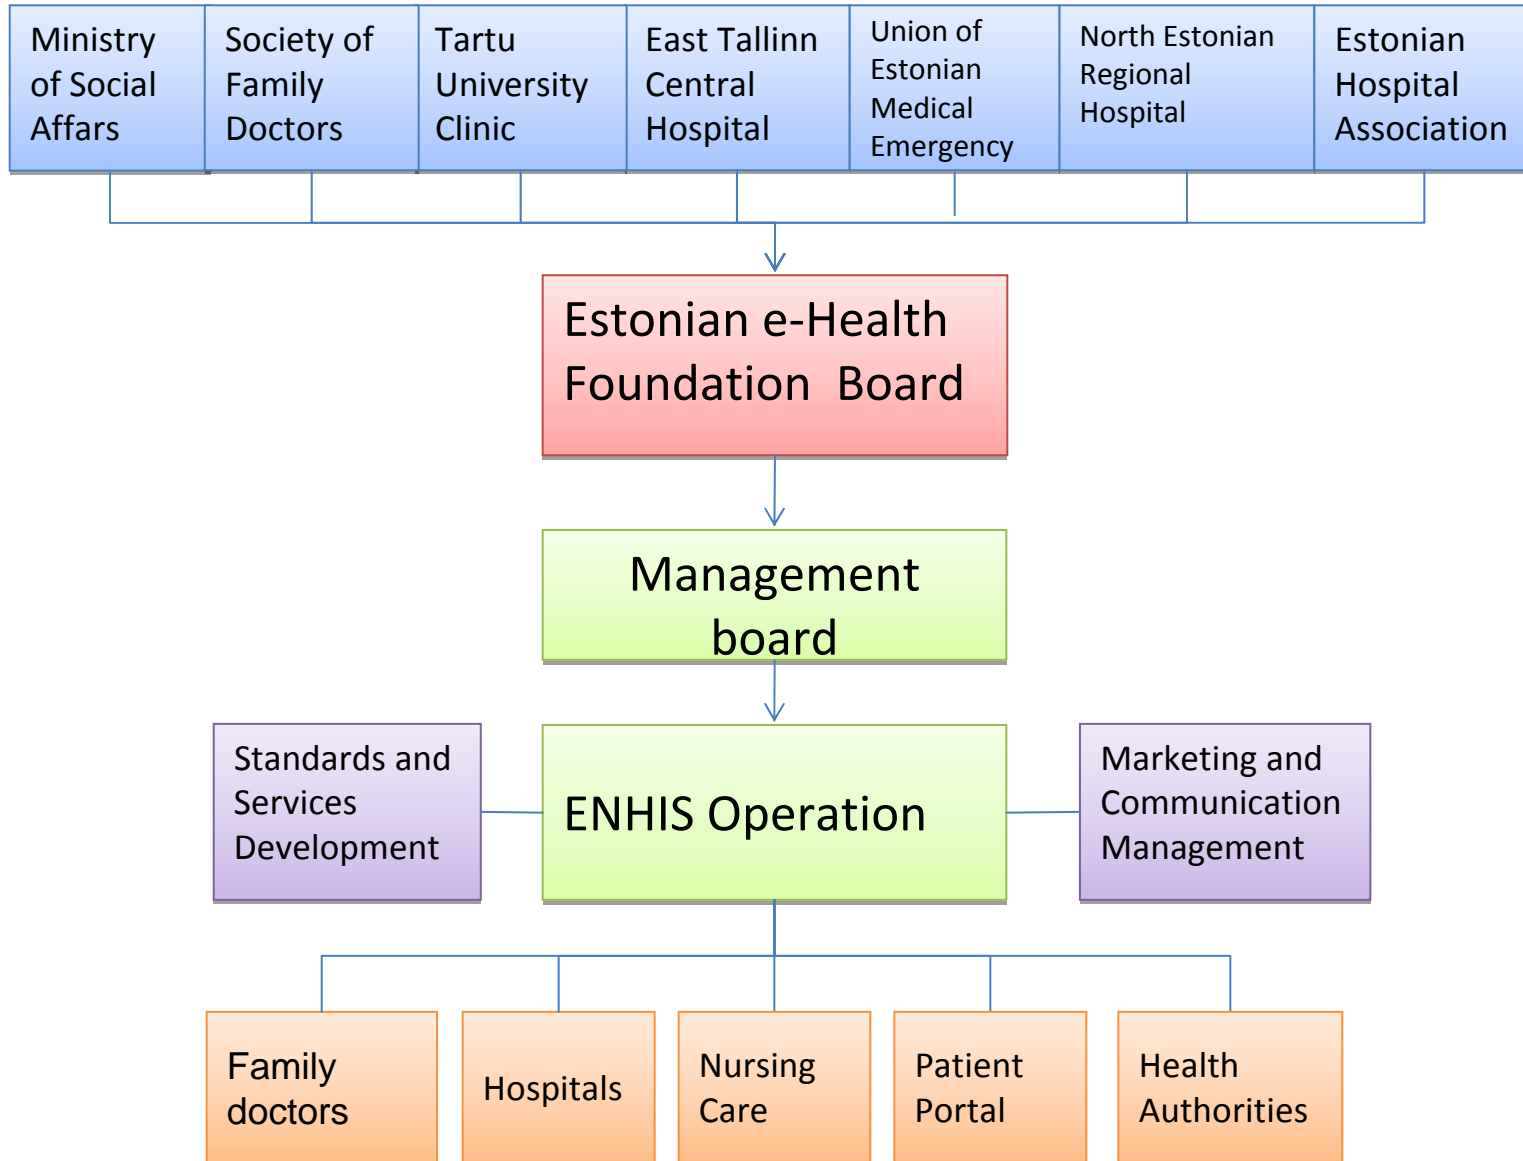 Ministry
of Social
Affars
Society of
Family
Doctors
Tartu
University
Clinic
East Tallinn
Central
Hospital
Union of
Estonian
Medical
Emergency
North Estonian
Regional
Hospital
Estonian
Hospital
Association
Estonian e-Health
Foundation  Board
Management
board
Standards and
Services
Development
ENHIS Operation
Marketing and
Communication
Management
Family
doctors
Hospitals
Nursing
Care
Patient
Portal
Health
Authorities